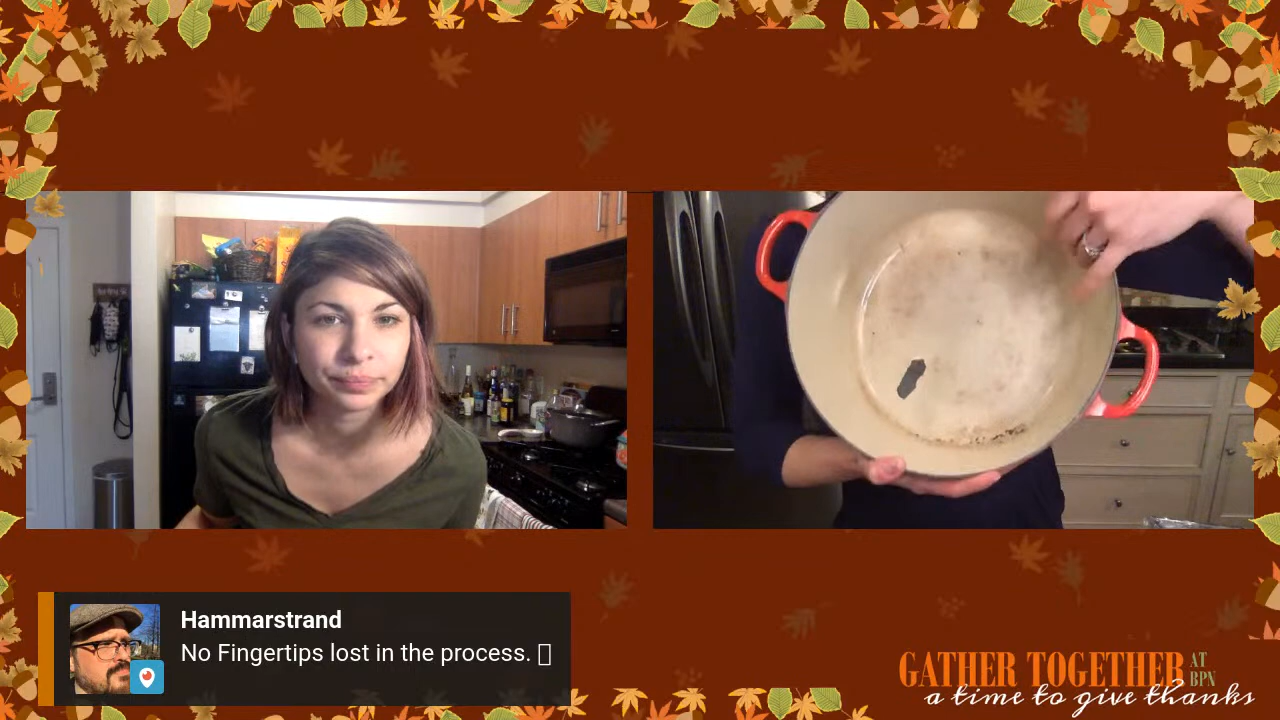 Hammarstrand
No Fingertips lost in the process.
GATHER TOGETHER AT BPN
a time to give thanks